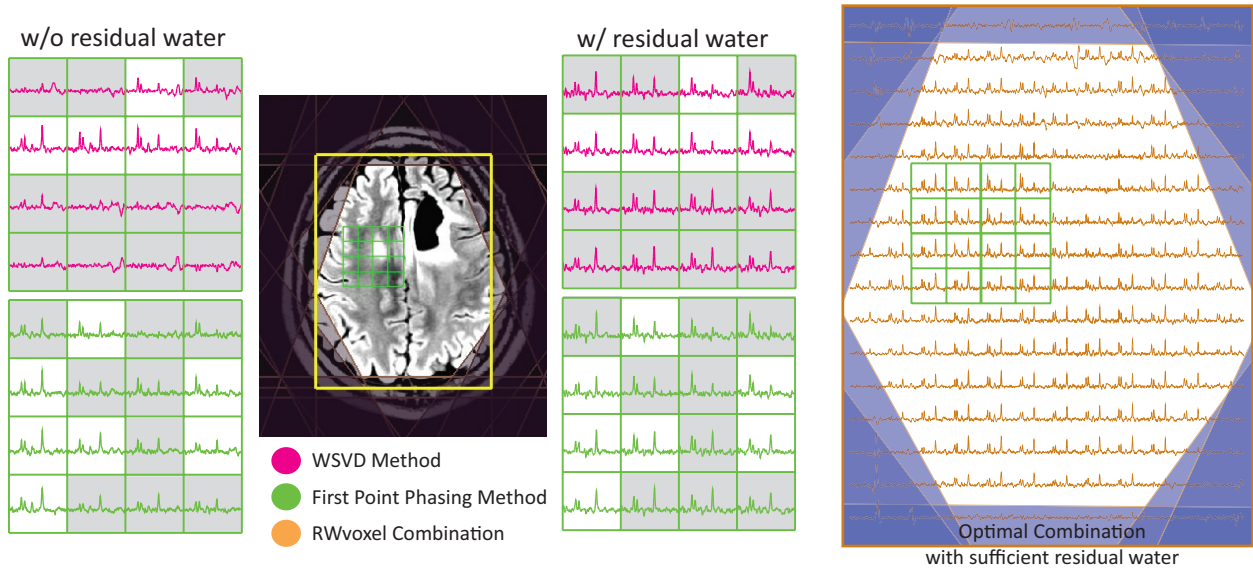 w/o residual water
w/ residual water
WSVD Method
First Point Phasing Method
RWvoxel Combination
Optimal Combination
with sufficient residual water